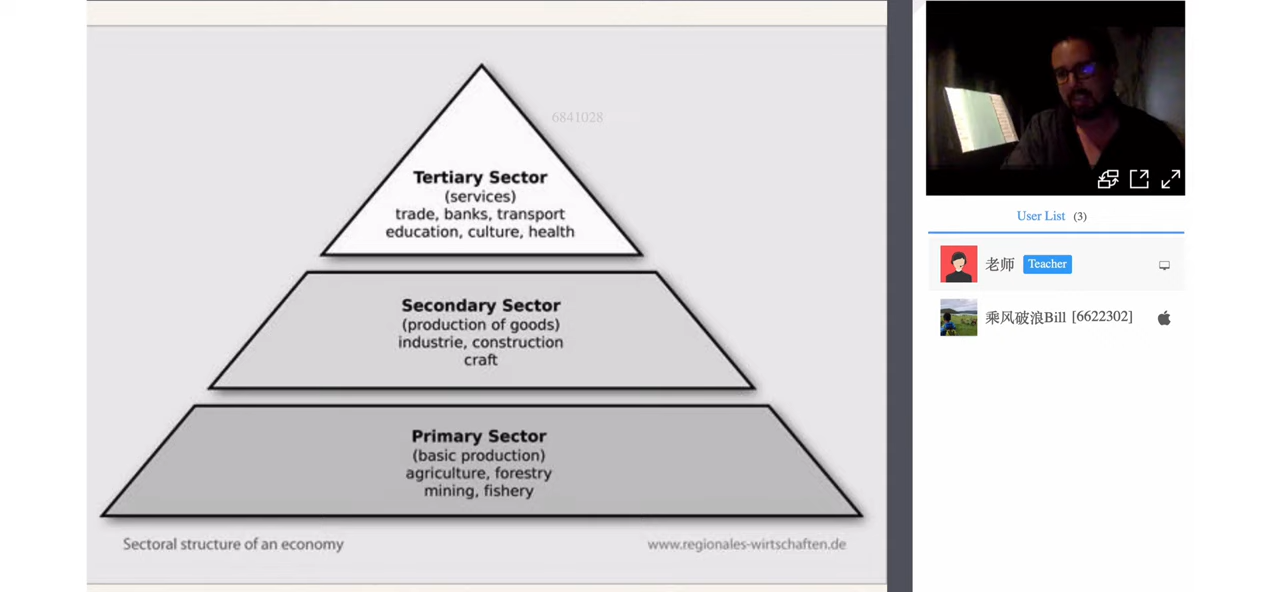 6841028
Tertiary Sector
(services)
trade, banks, transport
education, culture, health
Secondary Sector
(production of goods)
industrie, construction
craft
Primary Sector
(basic production)
agriculture, forestry
mining, fishery
Sectoral structure of an economy
www.regionales-wirtschaften.de
User List (3)
老师 Teacher
乘风破浪Bill [6622302]